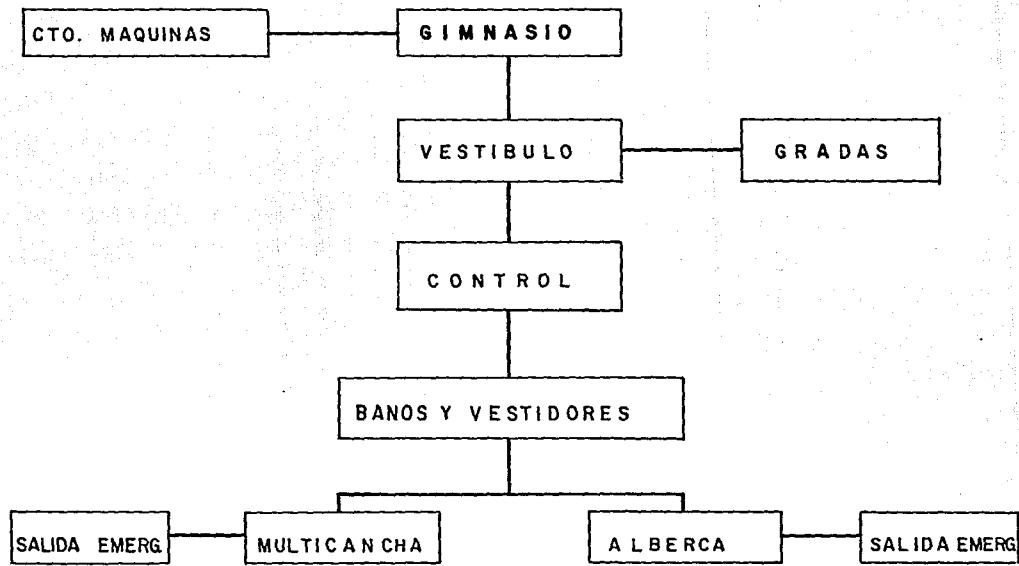 CTO. MAQUINAS
GIMNASIO
VESTIBULO
GRADAS
CONTROL
BANOS Y VESTIDORES
SALIDA EMERG.
MULTICANCHA
ALBERCA
SALIDA EMERG.